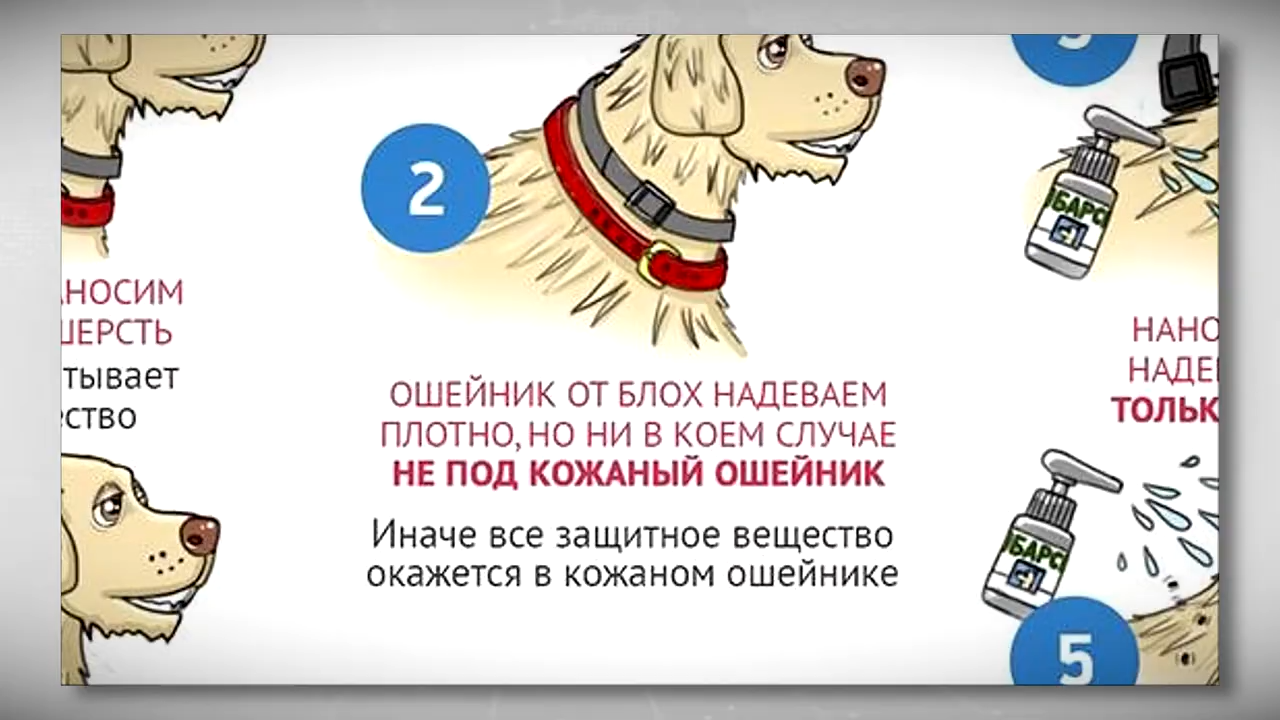 2
ОШЕЙНИК ОТ БЛОХ НАДЕВАЕМ
ПЛОТНО, НО НИ В КОЕМ СЛУЧАЕ
НЕ ПОД КОЖАНЫЙ ОШЕЙНИК
Иначе все защитное вещество
окажется в кожаном ошейнике
ШЕРСТЬ
5